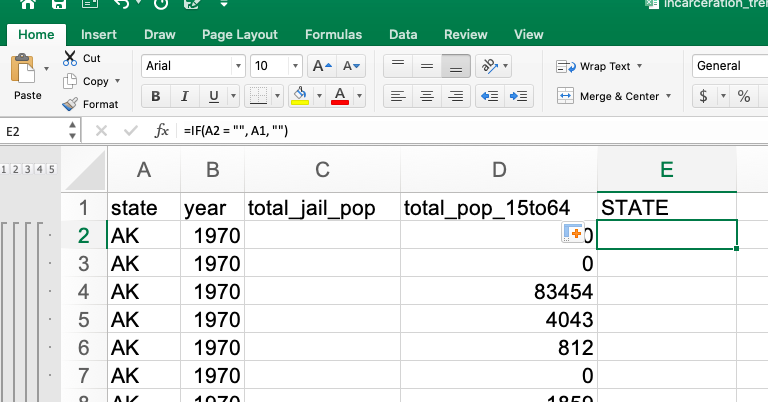 incarceration_tre
Home Insert Draw Page Layout Formulas Data Review View
Cut
Arial 10 A A Wrap Text General
Copy
Paste Format B I U A Merge & Center $ %
E2 fx =IF(A2 = "", A1, "")
1 2 3 4 5 A B C D E
1 state year total_jail_pop total_pop_15to64 STATE
2 AK 1970 0
3 AK 1970 0
4 AK 1970 83454
5 AK 1970 4043
6 AK 1970 812
7 AK 1970 0
8 AK 1970 1859